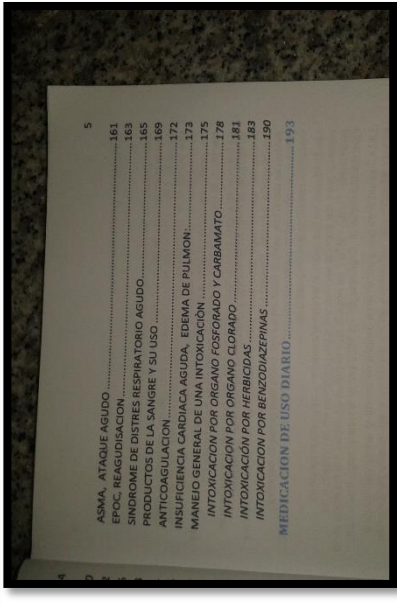 5
ASMA, ATAQUE AGUDO 161
EPOC, REAGUDISACION 163
SINDROME DE DISTRES RESPIRATORIO AGUDO 165
PRODUCTOS DE LA SANGRE Y SU USO 169
ANTICOAGULACION 172
INSUFICIENCIA CARDIACA AGUDA, EDEMA DE PULMON 173
MANEJO GENERAL DE UNA INTOXICACIÓN 175
INTOXICACION POR ORGANO FOSFORADO Y CARBAMATO 178
INTOXICACION POR ORGANO CLORADO 181
INTOXICACIÓN POR HERBICIDAS 183
INTOXICACION POR BENZODIAZEPINAS 190
MEDICACION DE USO DIARIO 193